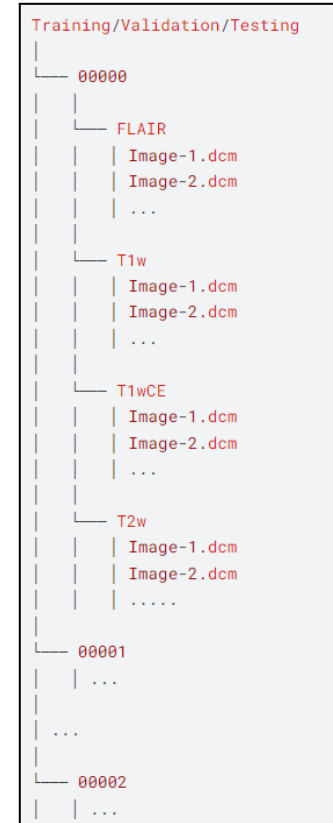 Training/Validation/Testing
│
└── 00000
│   │
│   └── FLAIR
│   │   │ Image-1.dcm
│   │   │ Image-2.dcm
│   │   │ ...
│   │
│   └── T1w
│   │   │ Image-1.dcm
│   │   │ Image-2.dcm
│   │   │ ...
│   │
│   └── T1wCE
│   │   │ Image-1.dcm
│   │   │ Image-2.dcm
│   │   │ ...
│   │
│   └── T2w
│   │   │ Image-1.dcm
│   │   │ Image-2.dcm
│   │   │ .....
│
└── 00001
│   │ ...
│
│ ...
│
└── 00002
│   │ ...